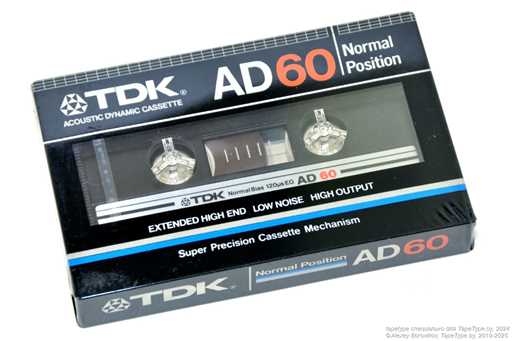 TDK®
ACOUSTIC DYNAMIC CASSETTE
AD60
Normal
Position
TDK Normal Bias 120μs EQ AD 60
EXTENDED HIGH END LOW NOISE HIGH OUTPUT
Super Precision Cassette Mechanism
TDK®
Normal Position
AD60